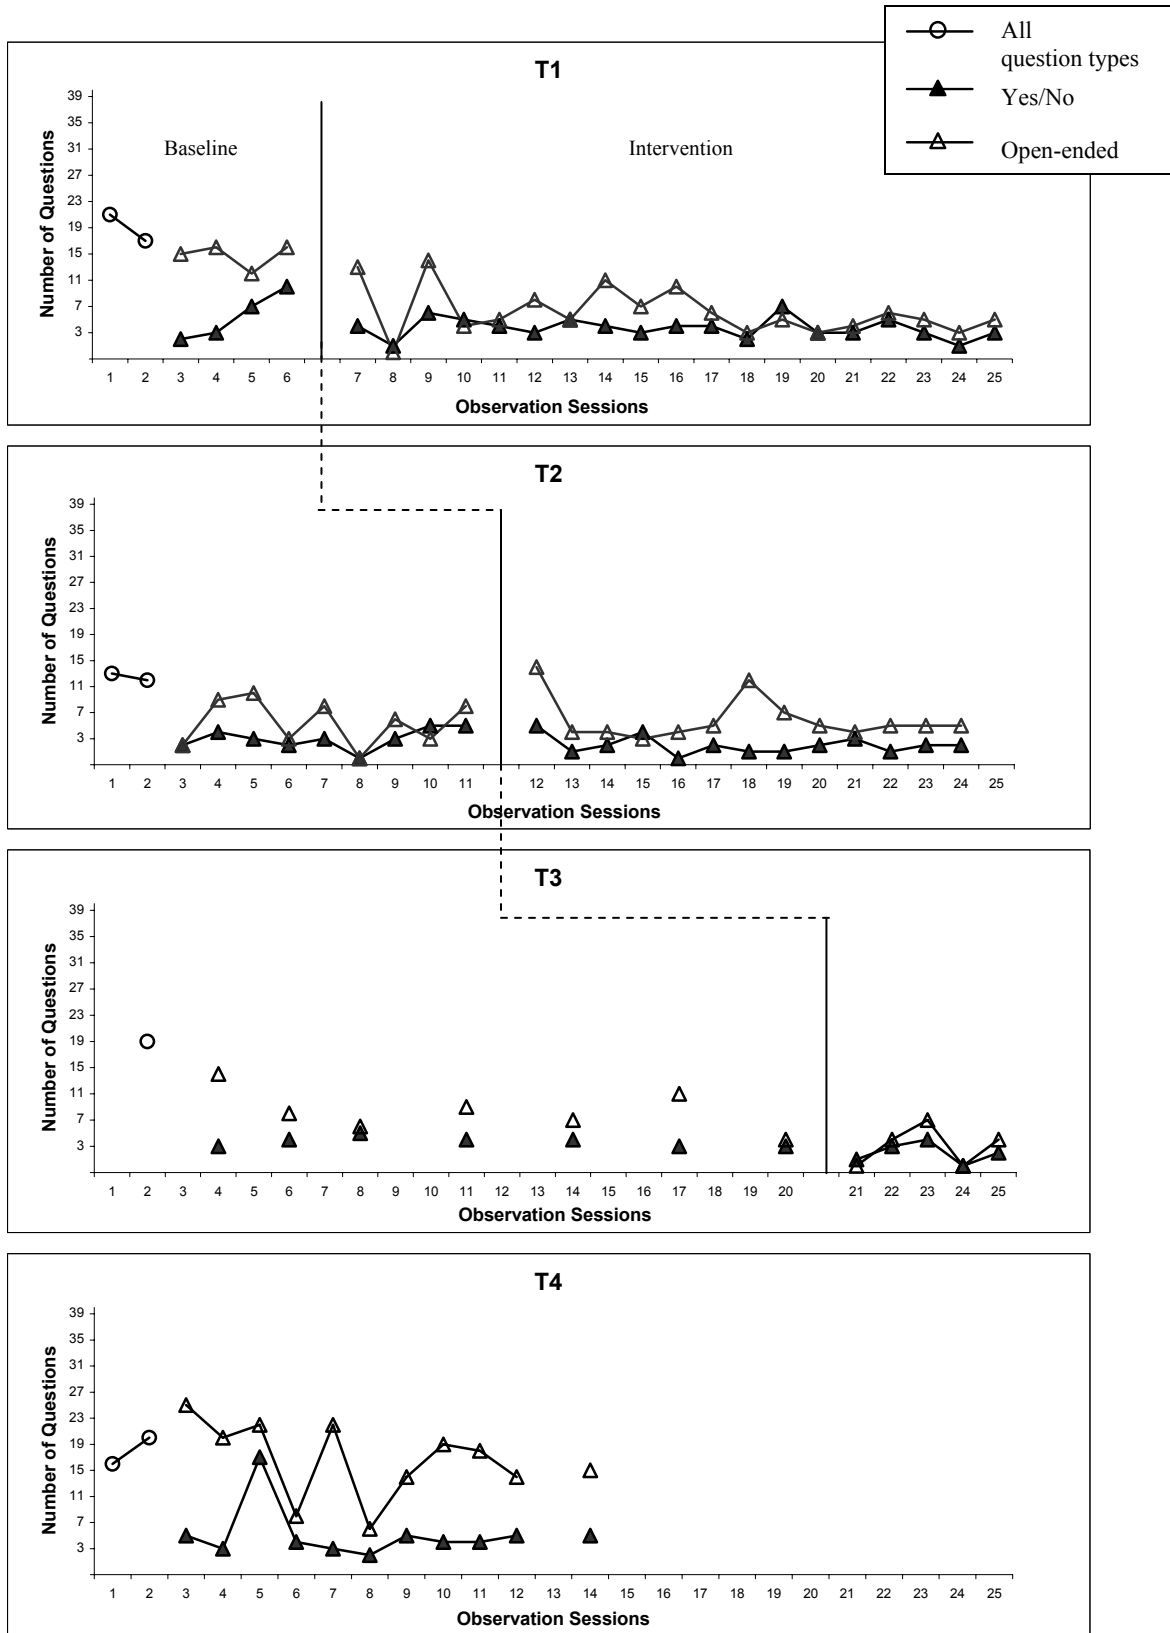 All
question types
Yes/No
Open-ended
T1
39
35
31
27
23
19
15
11
7
3
Number of Questions
Baseline
Intervention
1 2 3 4 5 6 7 8 9 10 11 12 13 14 15 16 17 18 19 20 21 22 23 24 25
Observation Sessions
T2
39
35
31
27
23
19
15
11
7
3
Number of Questions
1 2 3 4 5 6 7 8 9 10 11 12 13 14 15 16 17 18 19 20 21 22 23 24 25
Observation Sessions
T3
39
35
31
27
23
19
15
11
7
3
Number of Questions
1 2 3 4 5 6 7 8 9 10 11 12 13 14 15 16 17 18 19 20 21 22 23 24 25
Observation Sessions
T4
39
35
31
27
23
19
15
11
7
3
Number of Questions
1 2 3 4 5 6 7 8 9 10 11 12 13 14 15 16 17 18 19 20 21 22 23 24 25
Observation Sessions